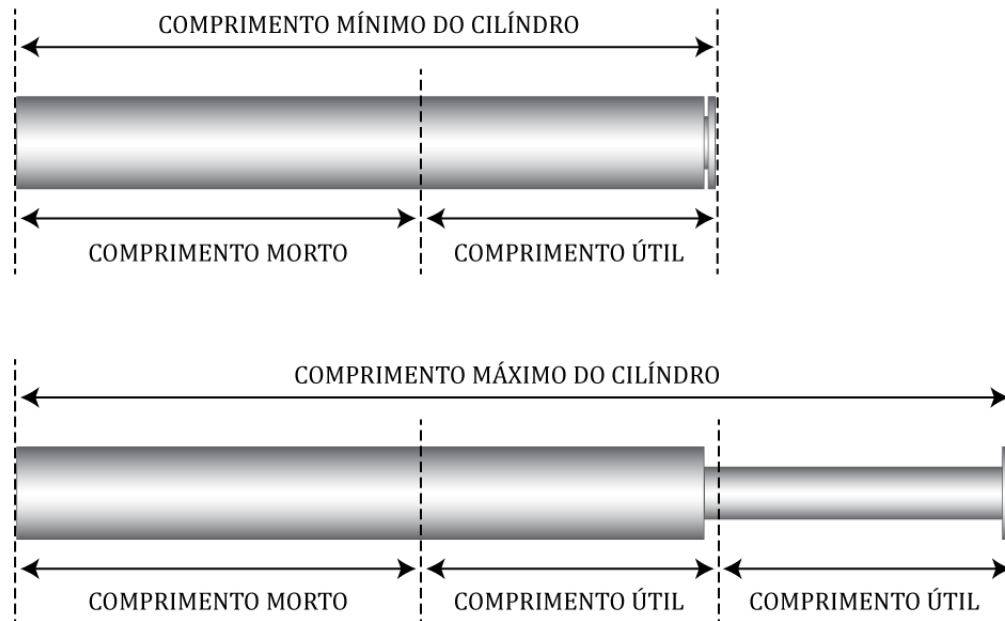 COMPRIMENTO MÍNIMO DO CILÍNDRO
COMPRIMENTO MORTO
COMPRIMENTO ÚTIL
COMPRIMENTO MÁXIMO DO CILÍNDRO
COMPRIMENTO MORTO
COMPRIMENTO ÚTIL
COMPRIMENTO ÚTIL